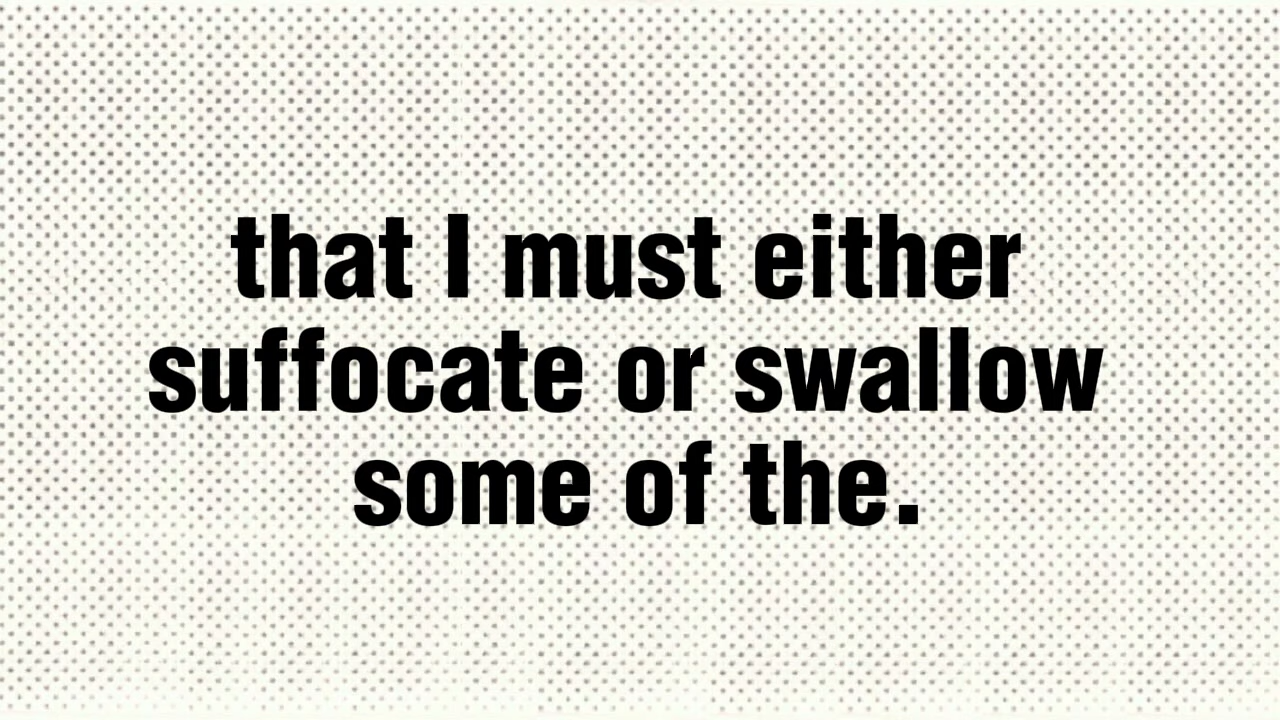 that I must either
suffocate or swallow
some of the.